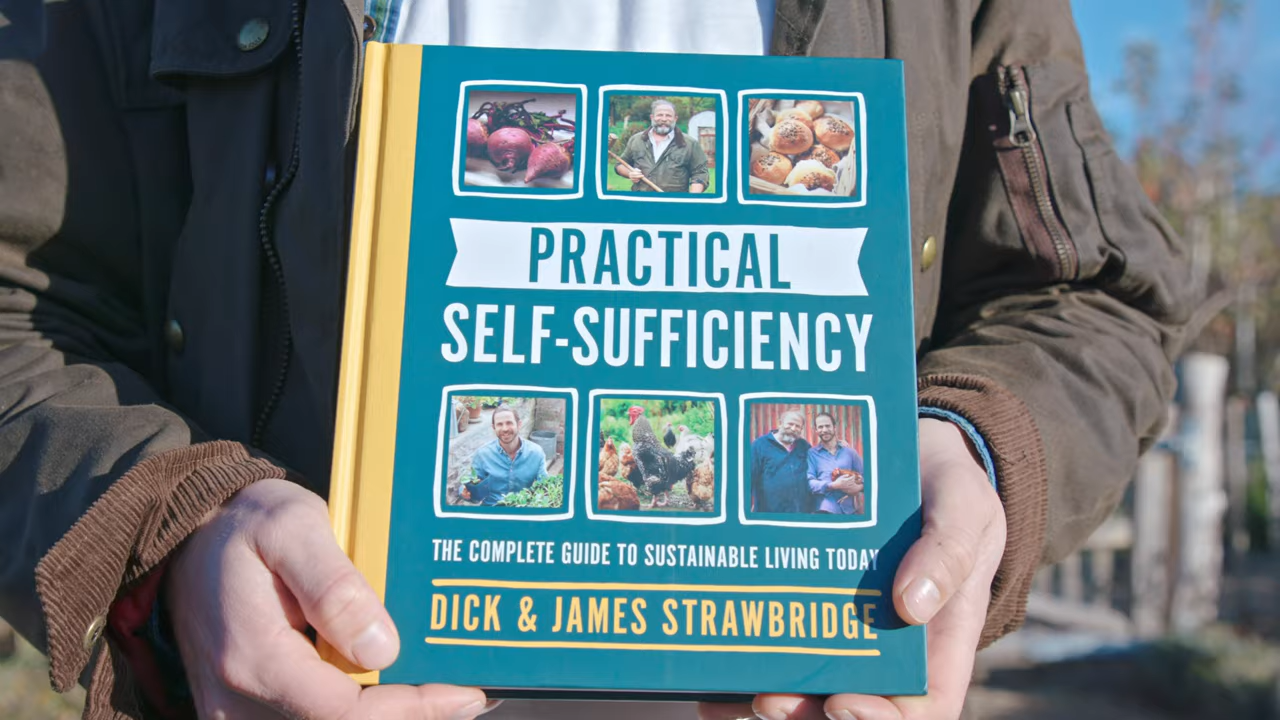 PRACTICAL
SELF-SUFFICIENCY
THE COMPLETE GUIDE TO SUSTAINABLE LIVING TODAY
DICK & JAMES STRAWBRIDGE